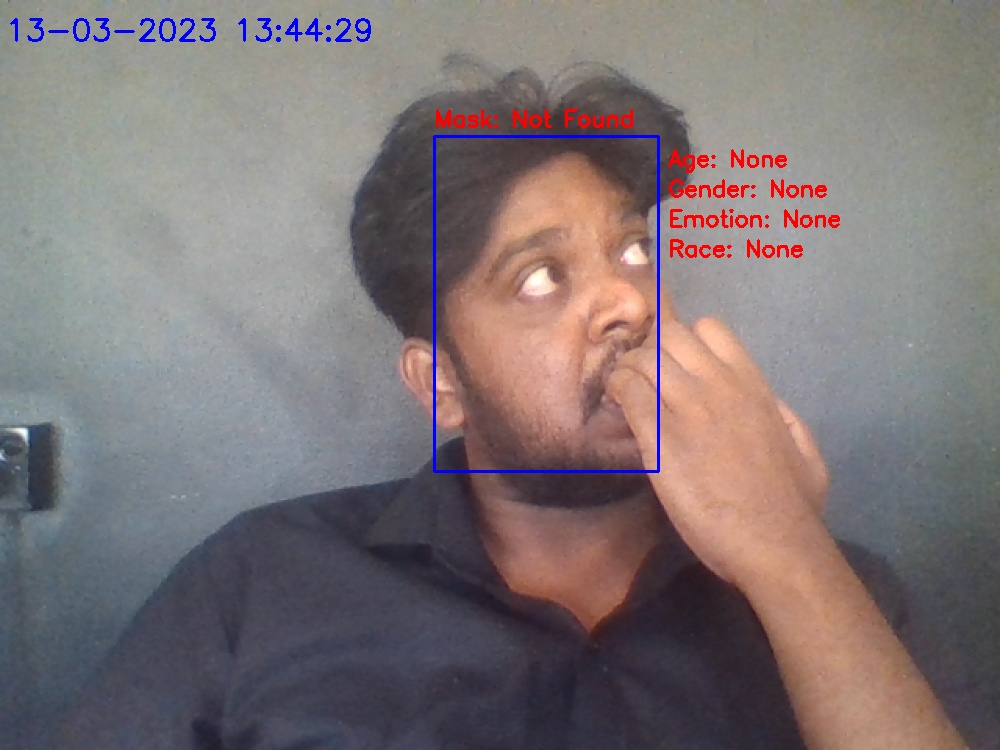 13-03-2023 13:44:29
Mask: Not Found
Age: None
Gender: None
Emotion: None
Race: None